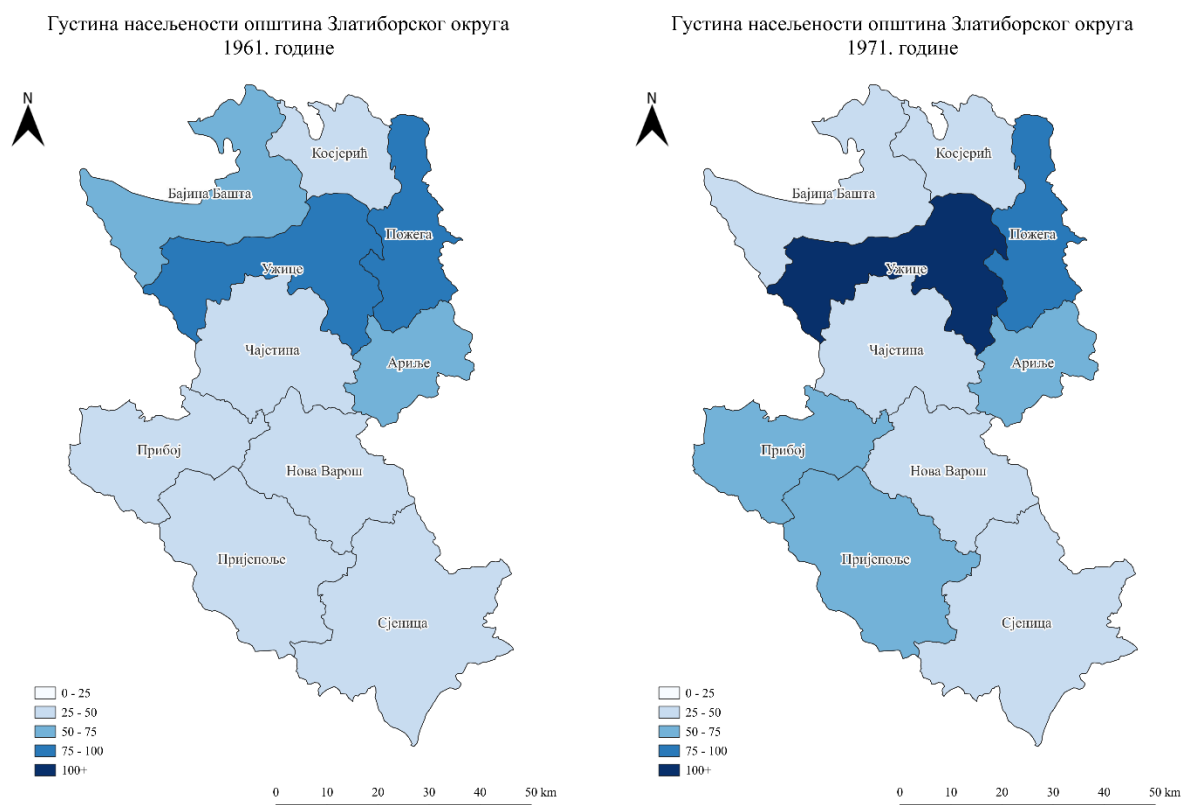 Густина насељености општина Златиборског округа
1961. године
N
Косјерић
Бајина Башта
Пожега
Ужице
Чајетина
Ариље
Прибој
Нова Варош
Пријепоље
Сјеница
0 - 25
25 - 50
50 - 75
75 - 100
100+
0 10 20 30 40 50 km
Густина насељености општина Златиборског округа
1971. године
N
Косјерић
Бајина Башта
Пожега
Ужице
Чајетина
Ариље
Прибој
Нова Варош
Пријепоље
Сјеница
0 - 25
25 - 50
50 - 75
75 - 100
100+
0 10 20 30 40 50 km